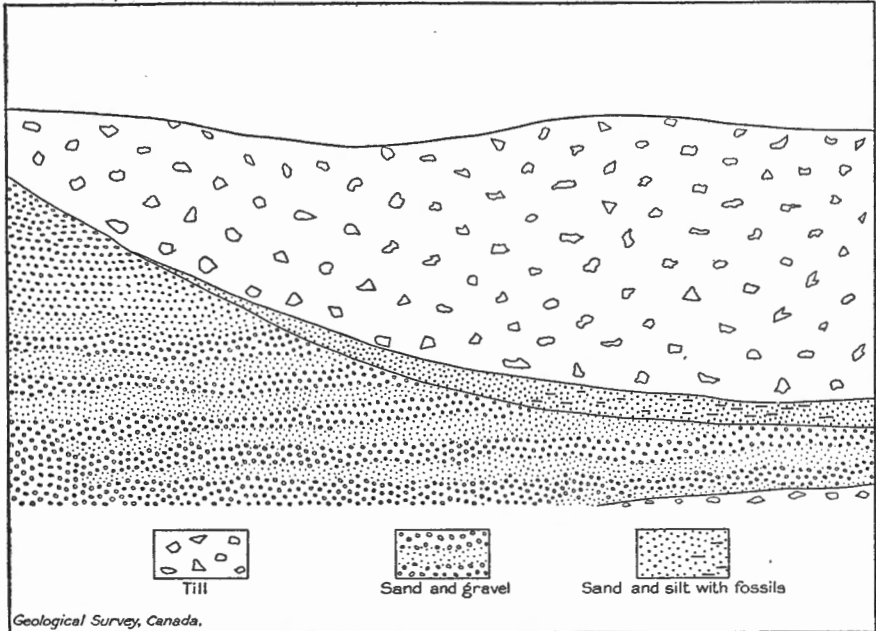 Till
Sand and gravel
Sand and silt with fossils
Geological Survey, Canada.